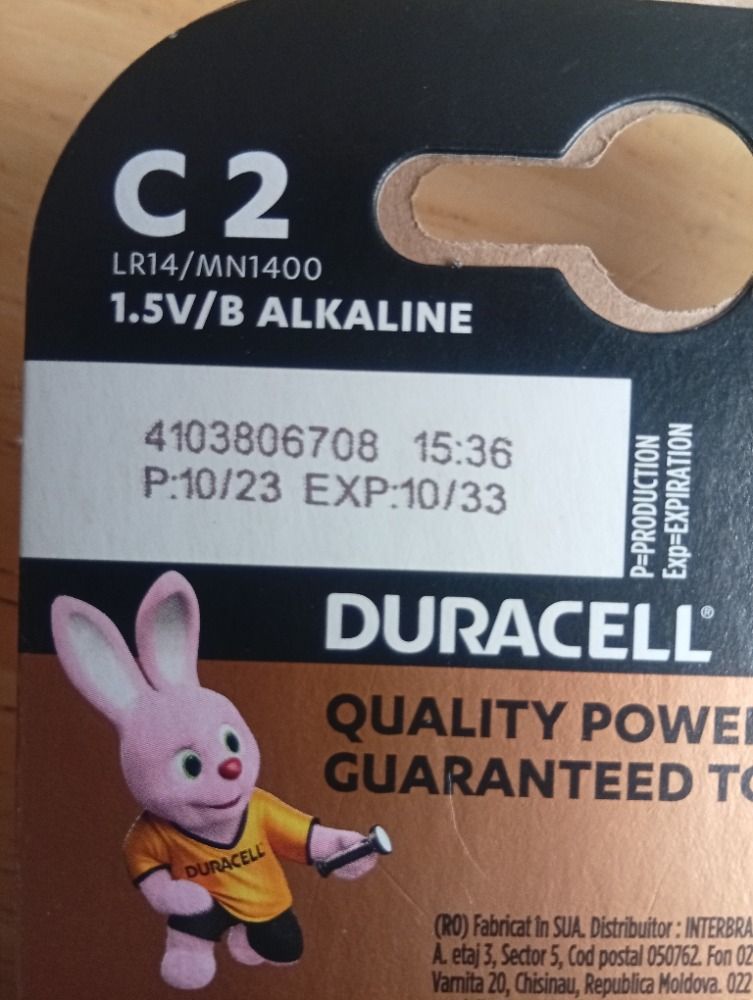 C 2
LR14/MN1400
1.5V/B ALKALINE
4103806708 15:36
P:10/23 EXP:10/33
P=PRODUCTION
Exp=EXPIRATION
DURACELL®
QUALITY POWE
GUARANTEED TO
DURACELL
(RO) Fabricat în SUA. Distribuitor : INTERBRA
A. etaj 3, Sector 5, Cod postal 050762. Fon 02
Varnita 20, Chisinau, Republica Moldova. 022